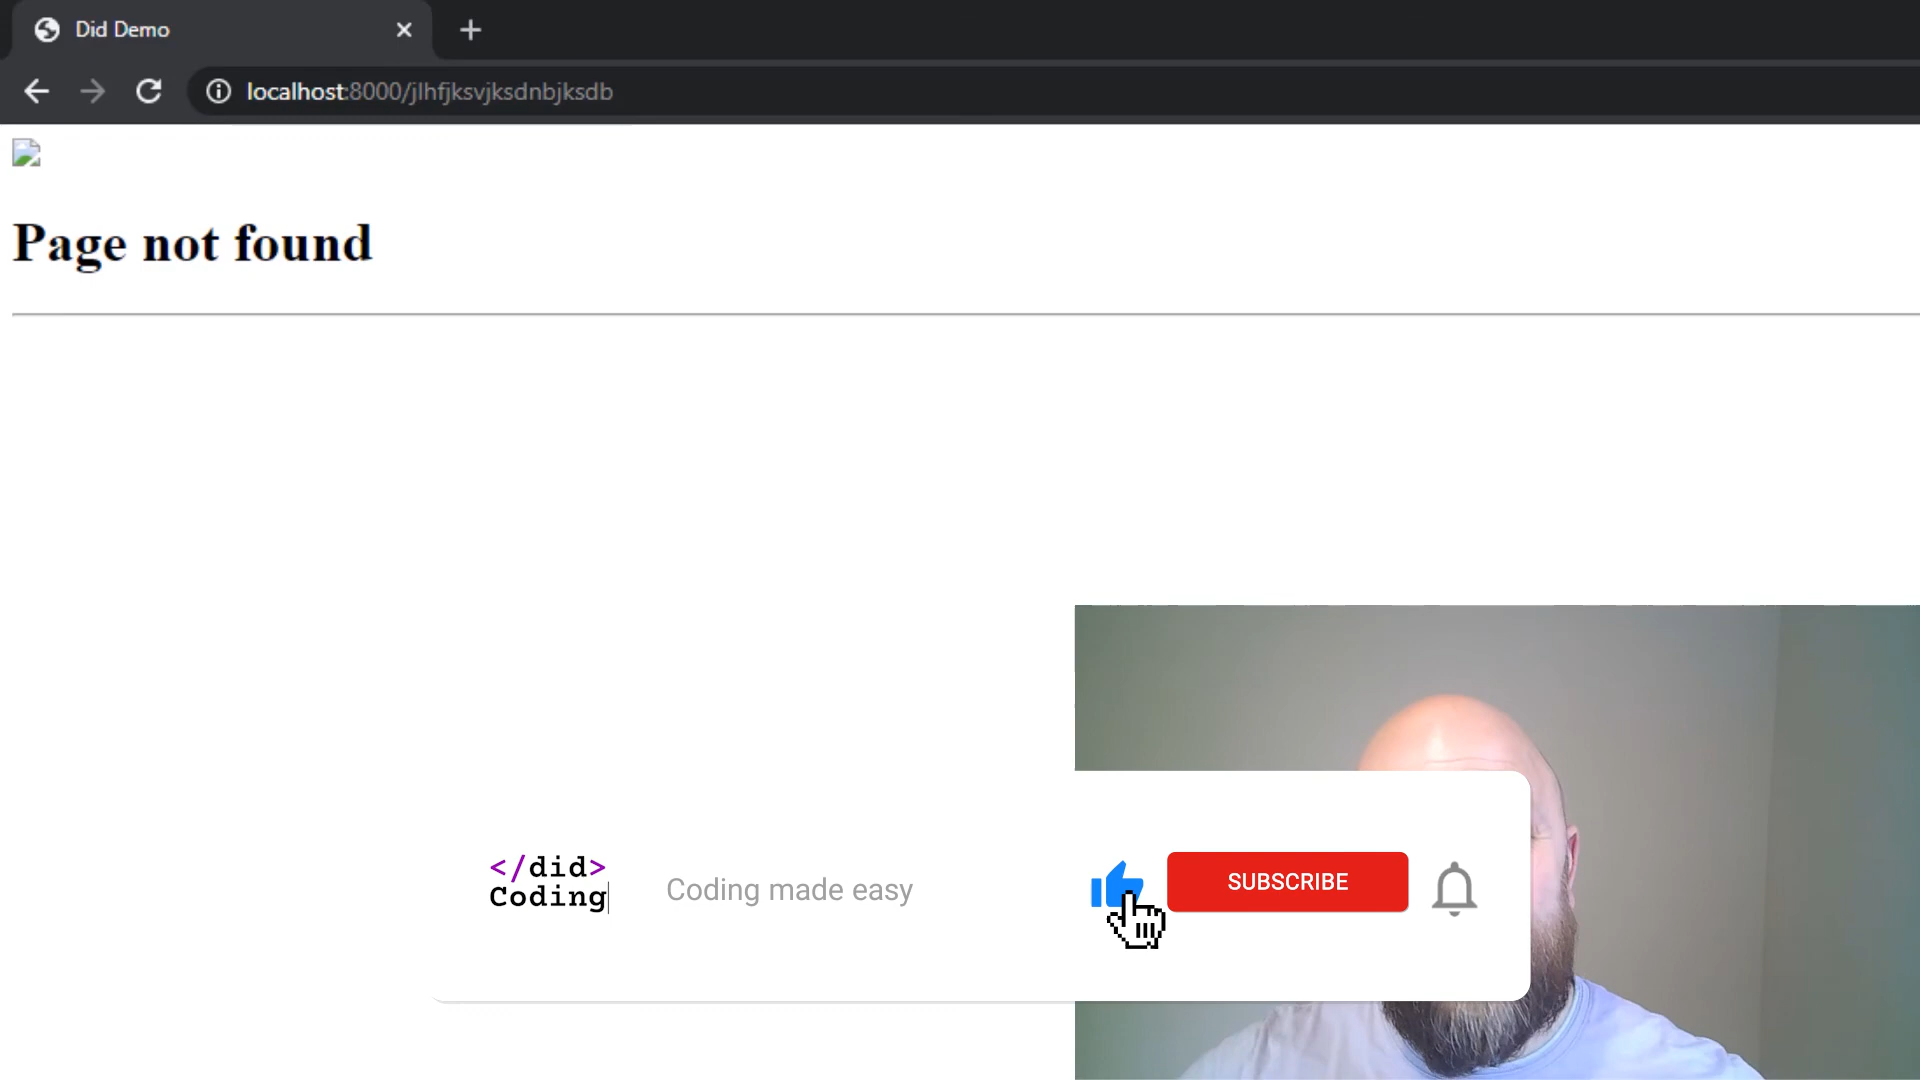 Did Demo
localhost:8000/jlhfjksvjksdnbjksdb
Page not found
</did>
Coding
Coding made easy
SUBSCRIBE